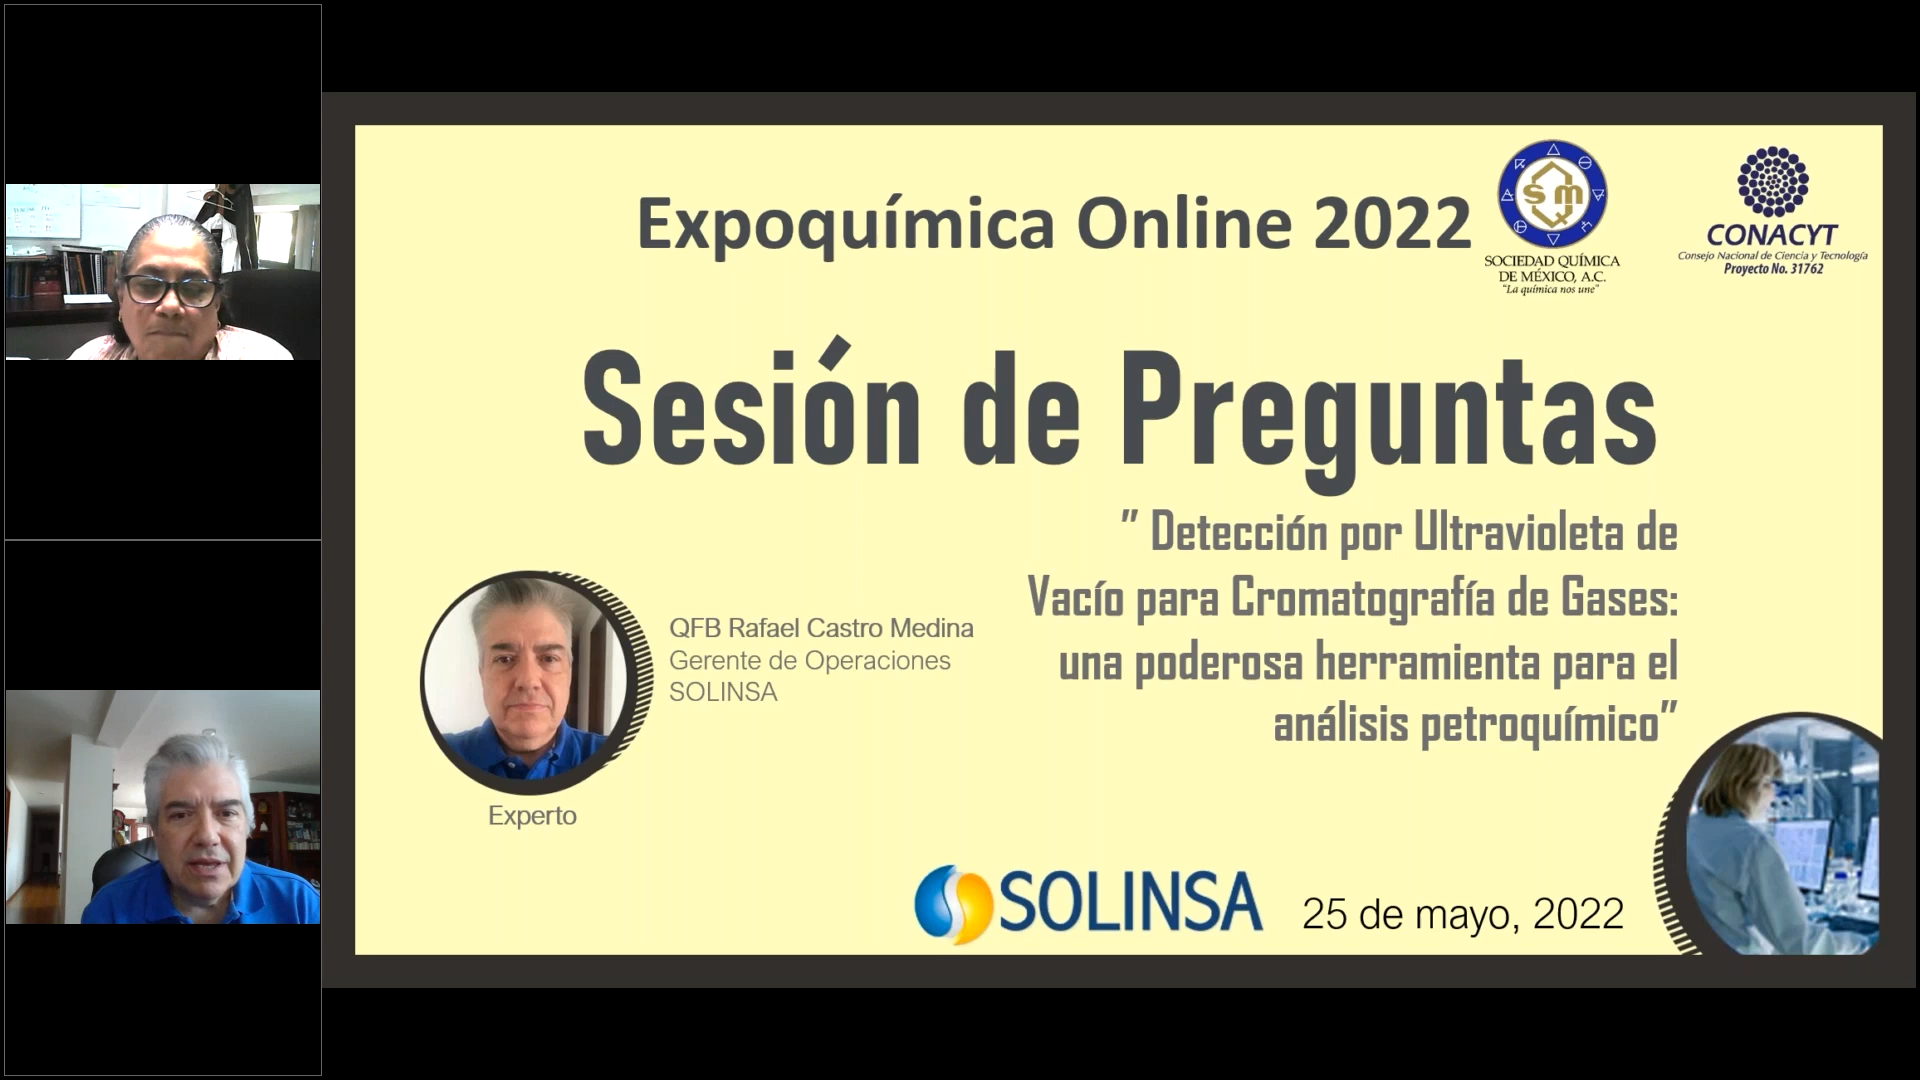 Expoquímica Online 2022
SQM
SOCIEDAD QUÍMICA
DE MÉXICO, A.C.
"La química nos une"
CONACYT
Consejo Nacional de Ciencia y Tecnología
Proyecto No. 31762
Sesión de Preguntas
" Detección por Ultravioleta de
Vacío para Cromatografía de Gases:
una poderosa herramienta para el
análisis petroquímico"
QFB Rafael Castro Medina
Gerente de Operaciones
SOLINSA
Experto
SOLINSA
25 de mayo, 2022